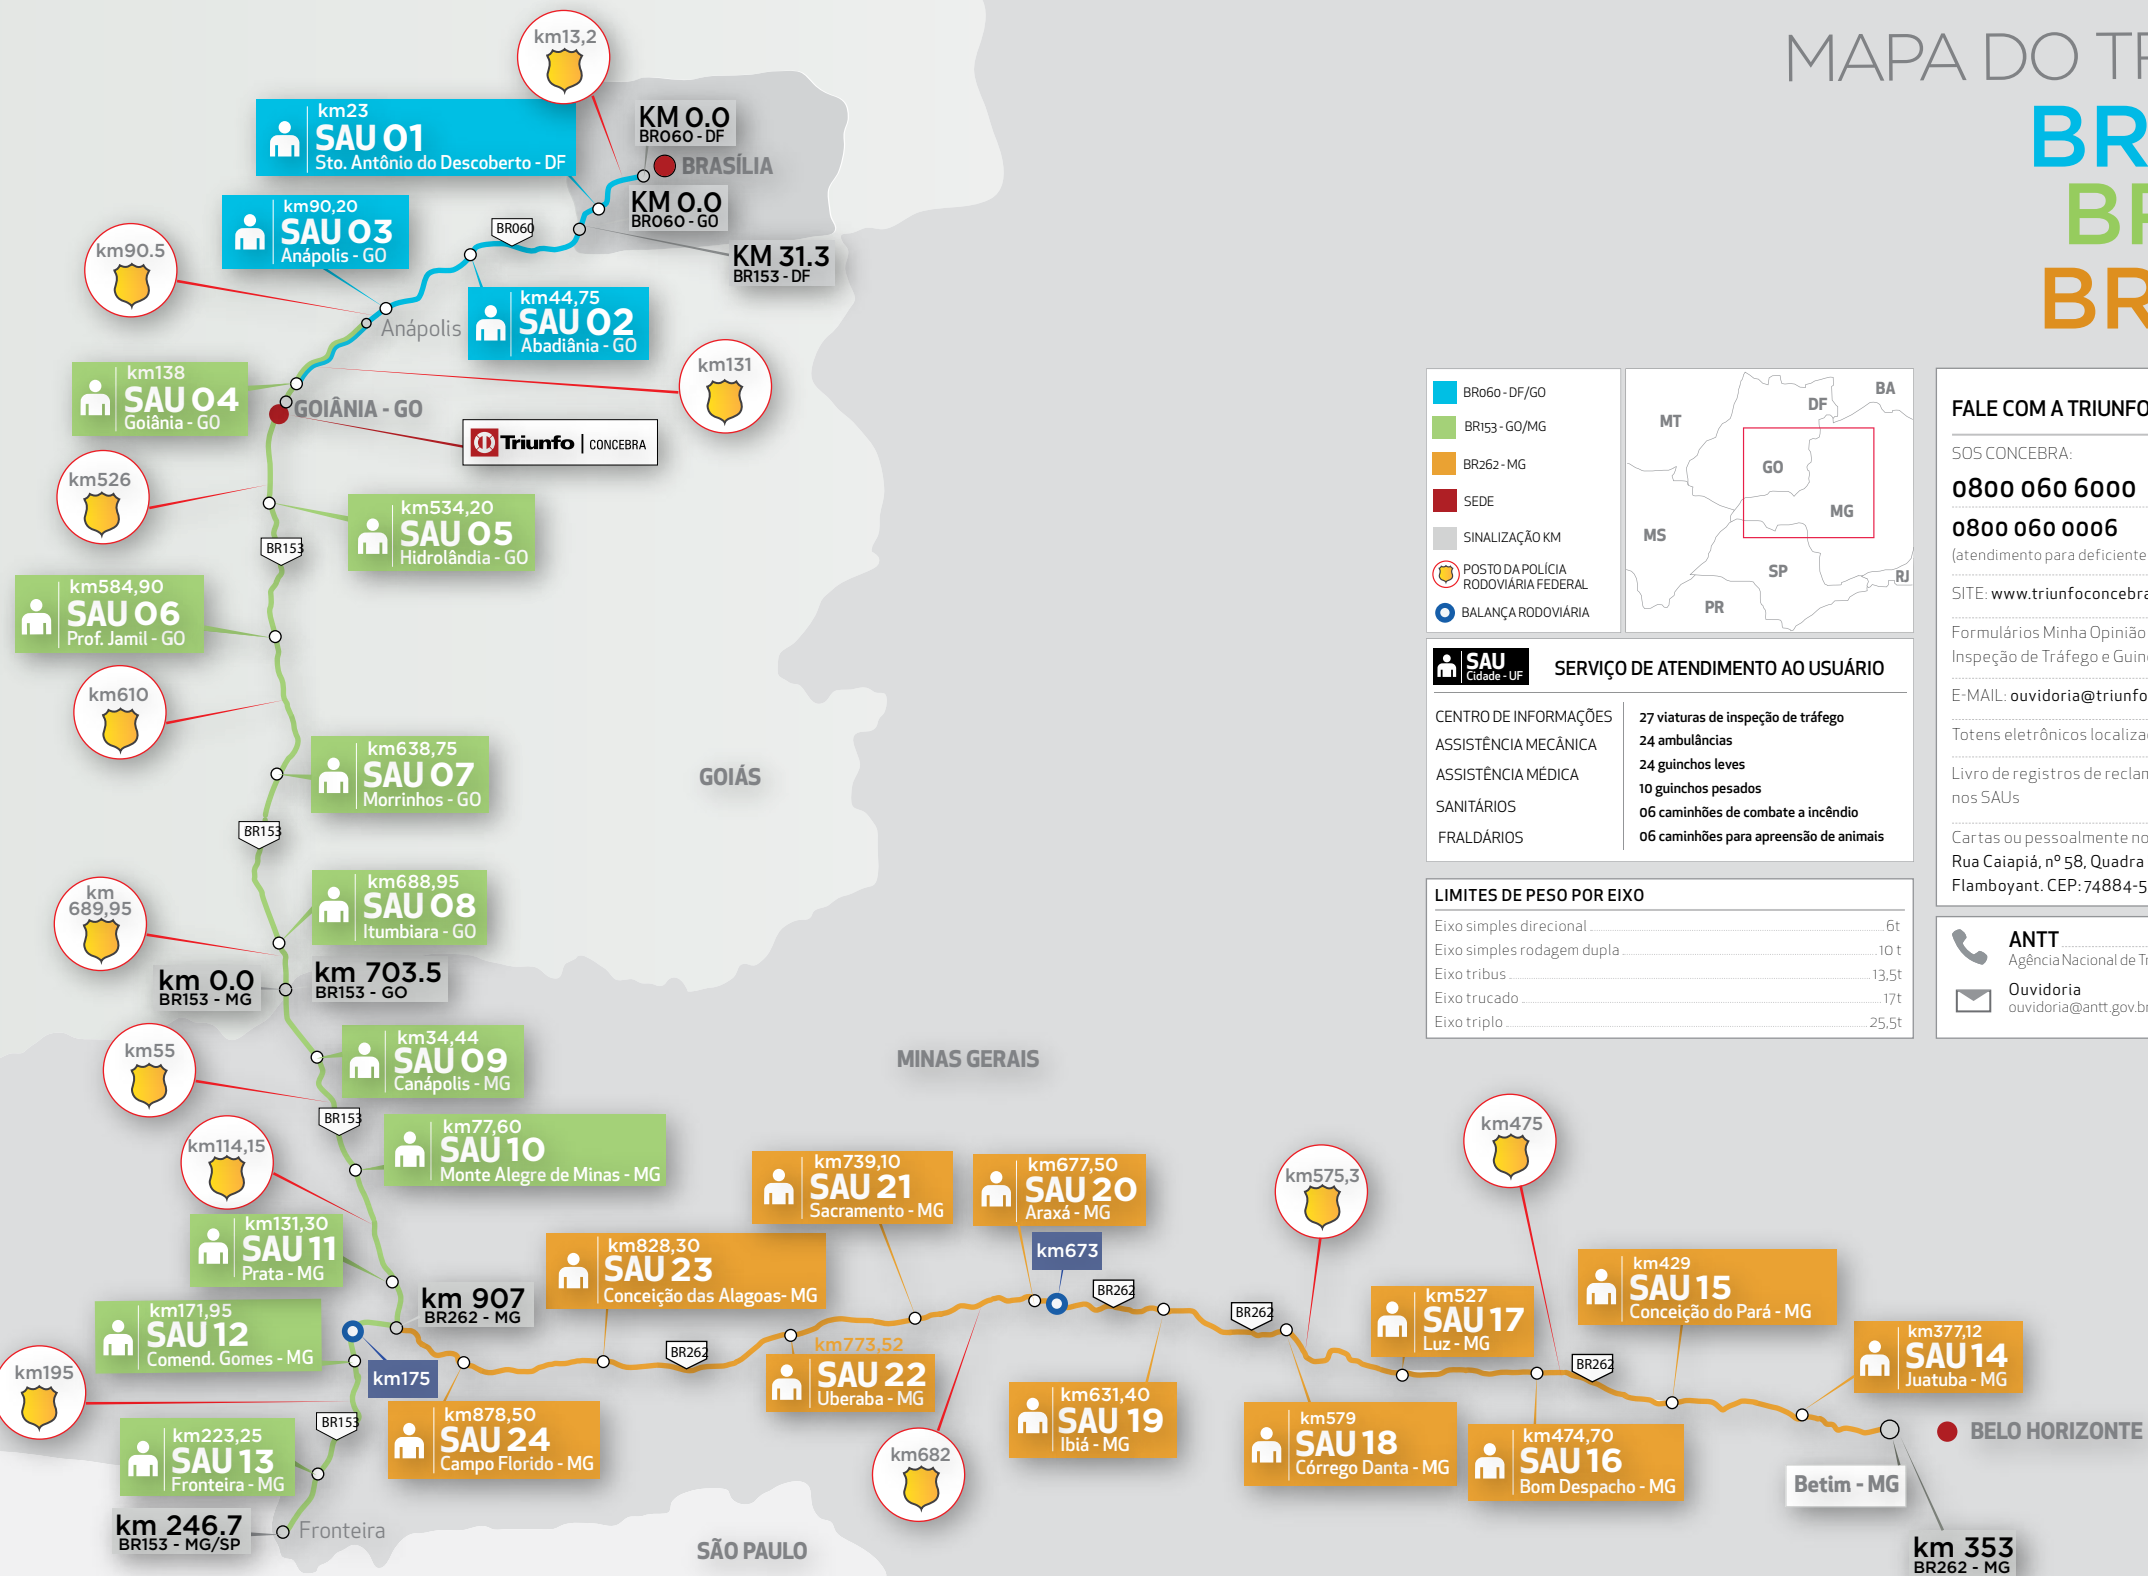 MAPA DO TR
BR
BR
BR
km13,2
km23
SAU 01
Sto. Antônio do Descoberto - DF
KM 0.0
BR060 - DF
BRASÍLIA
KM 0.0
BR060 - GO
KM 31.3
BR153 - DF
km90,20
SAU 03
Anápolis - GO
BR060
km90.5
km44,75
SAU 02
Abadiânia - GO
Anápolis
km131
km138
SAU 04
Goiânia - GO
GOIÂNIA - GO
Triunfo | CONCEBRA
km526
km534,20
SAU 05
Hidrolândia - GO
BR153
km584,90
SAU 06
Prof. Jamil - GO
km610
km638,75
SAU 07
Morrinhos - GO
GOIÁS
BR153
km688,95
SAU 08
Itumbiara - GO
km
689,95
km 0.0
BR153 - MG
km 703.5
BR153 - GO
km34,44
SAU 09
Canápolis - MG
km55
BR153
MINAS GERAIS
km77,60
SAU 10
Monte Alegre de Minas - MG
km114,15
km131,30
SAU 11
Prata - MG
km 907
BR262 - MG
km171,95
SAU 12
Comend. Gomes - MG
km175
km195
BR153
km223,25
SAU 13
Fronteira - MG
km 246.7
BR153 - MG/SP
Fronteira
km878,50
SAU 24
Campo Florido - MG
km828,30
SAU 23
Conceição das Alagoas- MG
BR262
km739,10
SAU 21
Sacramento - MG
km773,52
SAU 22
Uberaba - MG
km677,50
SAU 20
Araxá - MG
km673
BR262
km682
km631,40
SAU 19
Ibiá - MG
BR262
km575,3
km579
SAU 18
Córrego Danta - MG
km527
SAU 17
Luz - MG
km475
km474,70
SAU 16
Bom Despacho - MG
BR262
km429
SAU 15
Conceição do Pará - MG
km377,12
SAU 14
Juatuba - MG
BELO HORIZONTE
Betim - MG
km 353
BR262 - MG
SÃO PAULO
BR060 - DF/GO
BR153 - GO/MG
BR262 - MG
SEDE
SINALIZAÇÃO KM
POSTO DA POLÍCIA
RODOVIÁRIA FEDERAL
BALANÇA RODOVIÁRIA
BA
DF
MT
GO
MG
MS
SP
RJ
PR
SAU
Cidade - UF
SERVIÇO DE ATENDIMENTO AO USUÁRIO
CENTRO DE INFORMAÇÕES
ASSISTÊNCIA MECÂNICA
ASSISTÊNCIA MÉDICA
SANITÁRIOS
FRALDÁRIOS
27 viaturas de inspeção de tráfego
24 ambulâncias
24 guinchos leves
10 guinchos pesados
06 caminhões de combate a incêndio
06 caminhões para apreensão de animais
LIMITES DE PESO POR EIXO
Eixo simples direcional 6t
Eixo simples rodagem dupla 10 t
Eixo tribus 13,5t
Eixo trucado 17t
Eixo triplo 25,5t
FALE COM A TRIUNFO
SOS CONCEBRA:
0800 060 6000
0800 060 0006
(atendimento para deficiente
SITE: www.triunfoconcebra
Formulários Minha Opinião
Inspeção de Tráfego e Guin
E-MAIL: ouvidoria@triunfo
Totens eletrônicos localiza
Livro de registros de reclam
nos SAUs
Cartas ou pessoalmente no
Rua Caiapiá, nº 58, Quadra
Flamboyant. CEP: 74884-5
ANTT
Agência Nacional de Tr
Ouvidoria
ouvidoria@antt.gov.br